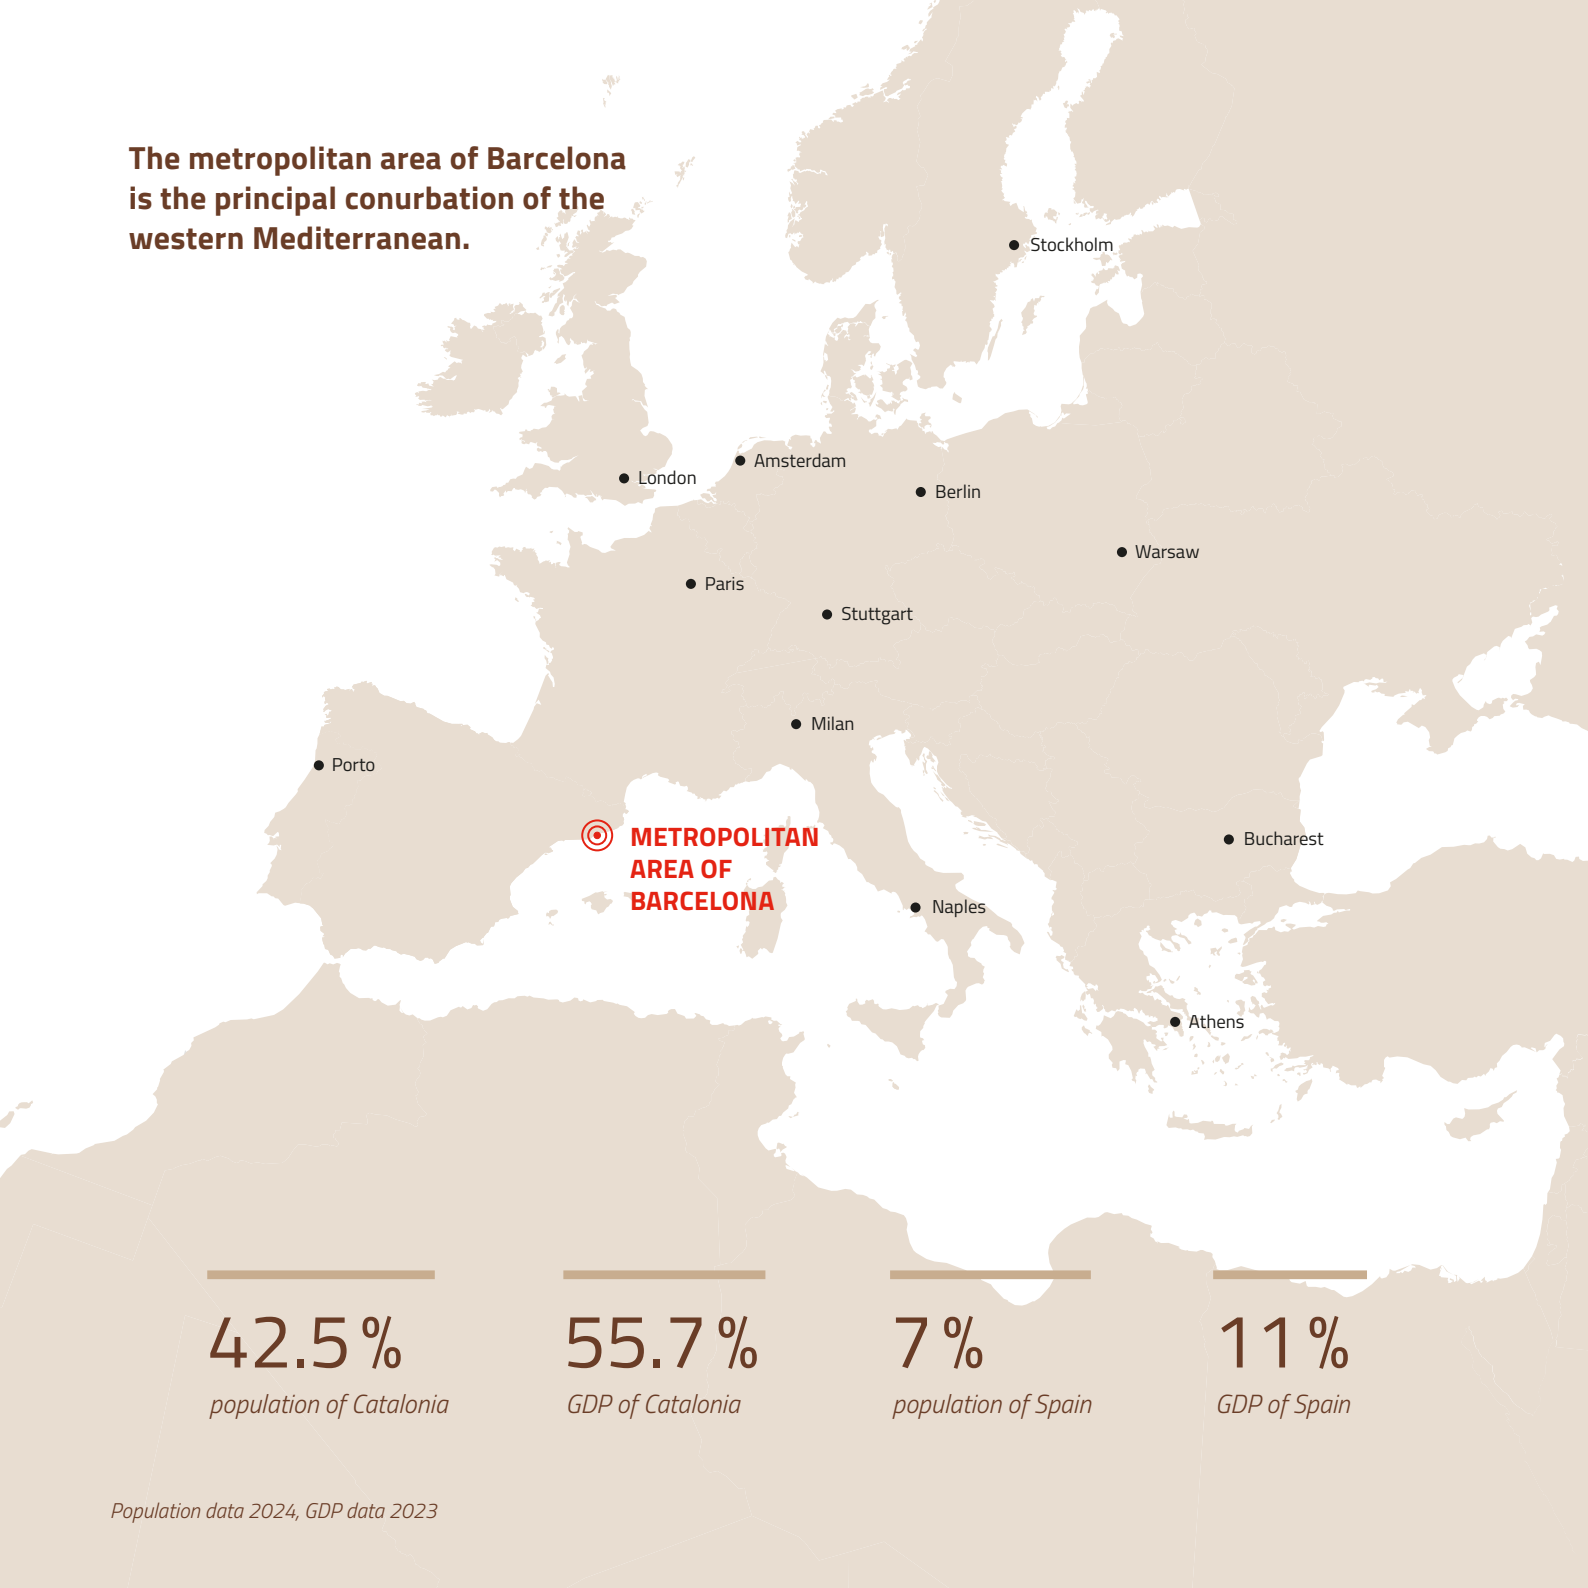 The metropolitan area of Barcelona
is the principal conurbation of the
western Mediterranean.
Stockholm
Amsterdam
London
Berlin
Warsaw
Paris
Stuttgart
Milan
Porto
METROPOLITAN
AREA OF
BARCELONA
Bucharest
Naples
Athens
42.5 %
population of Catalonia
55.7 %
GDP of Catalonia
7 %
population of Spain
11 %
GDP of Spain
Population data 2024, GDP data 2023